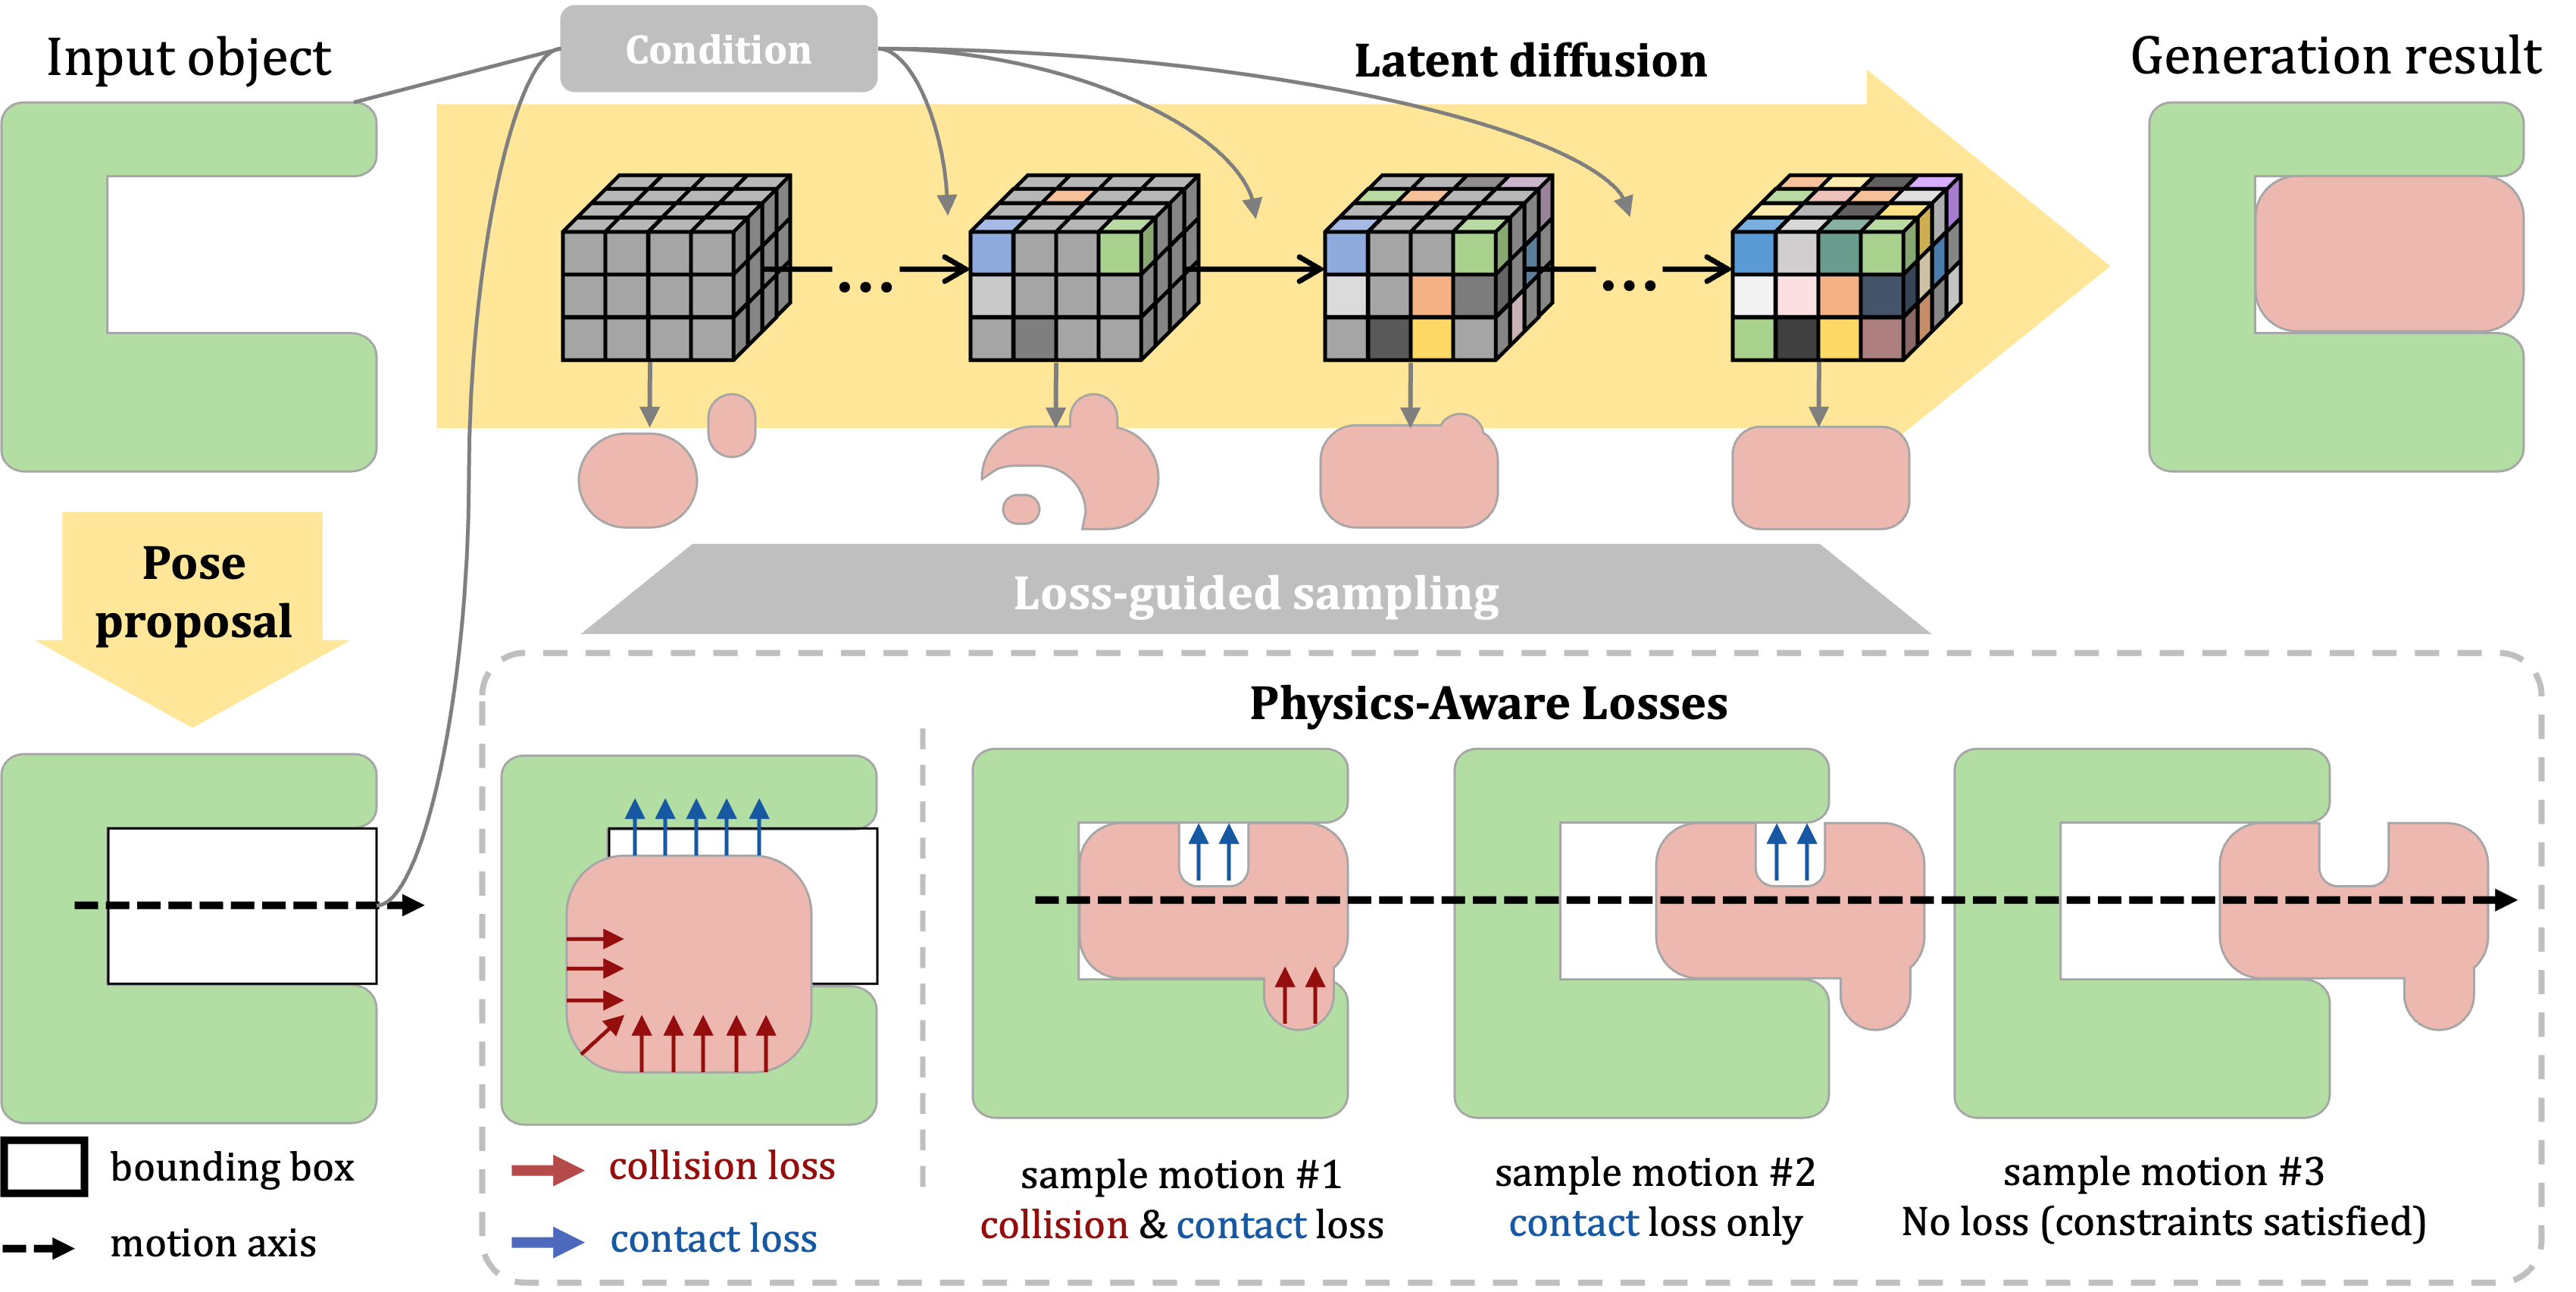 Input object
Condition
Latent diffusion
Generation result
Pose
proposal
Loss-guided sampling
Physics-Aware Losses
bounding box
motion axis
collision loss
contact loss
sample motion #1
collision & contact loss
sample motion #2
contact loss only
sample motion #3
No loss (constraints satisfied)